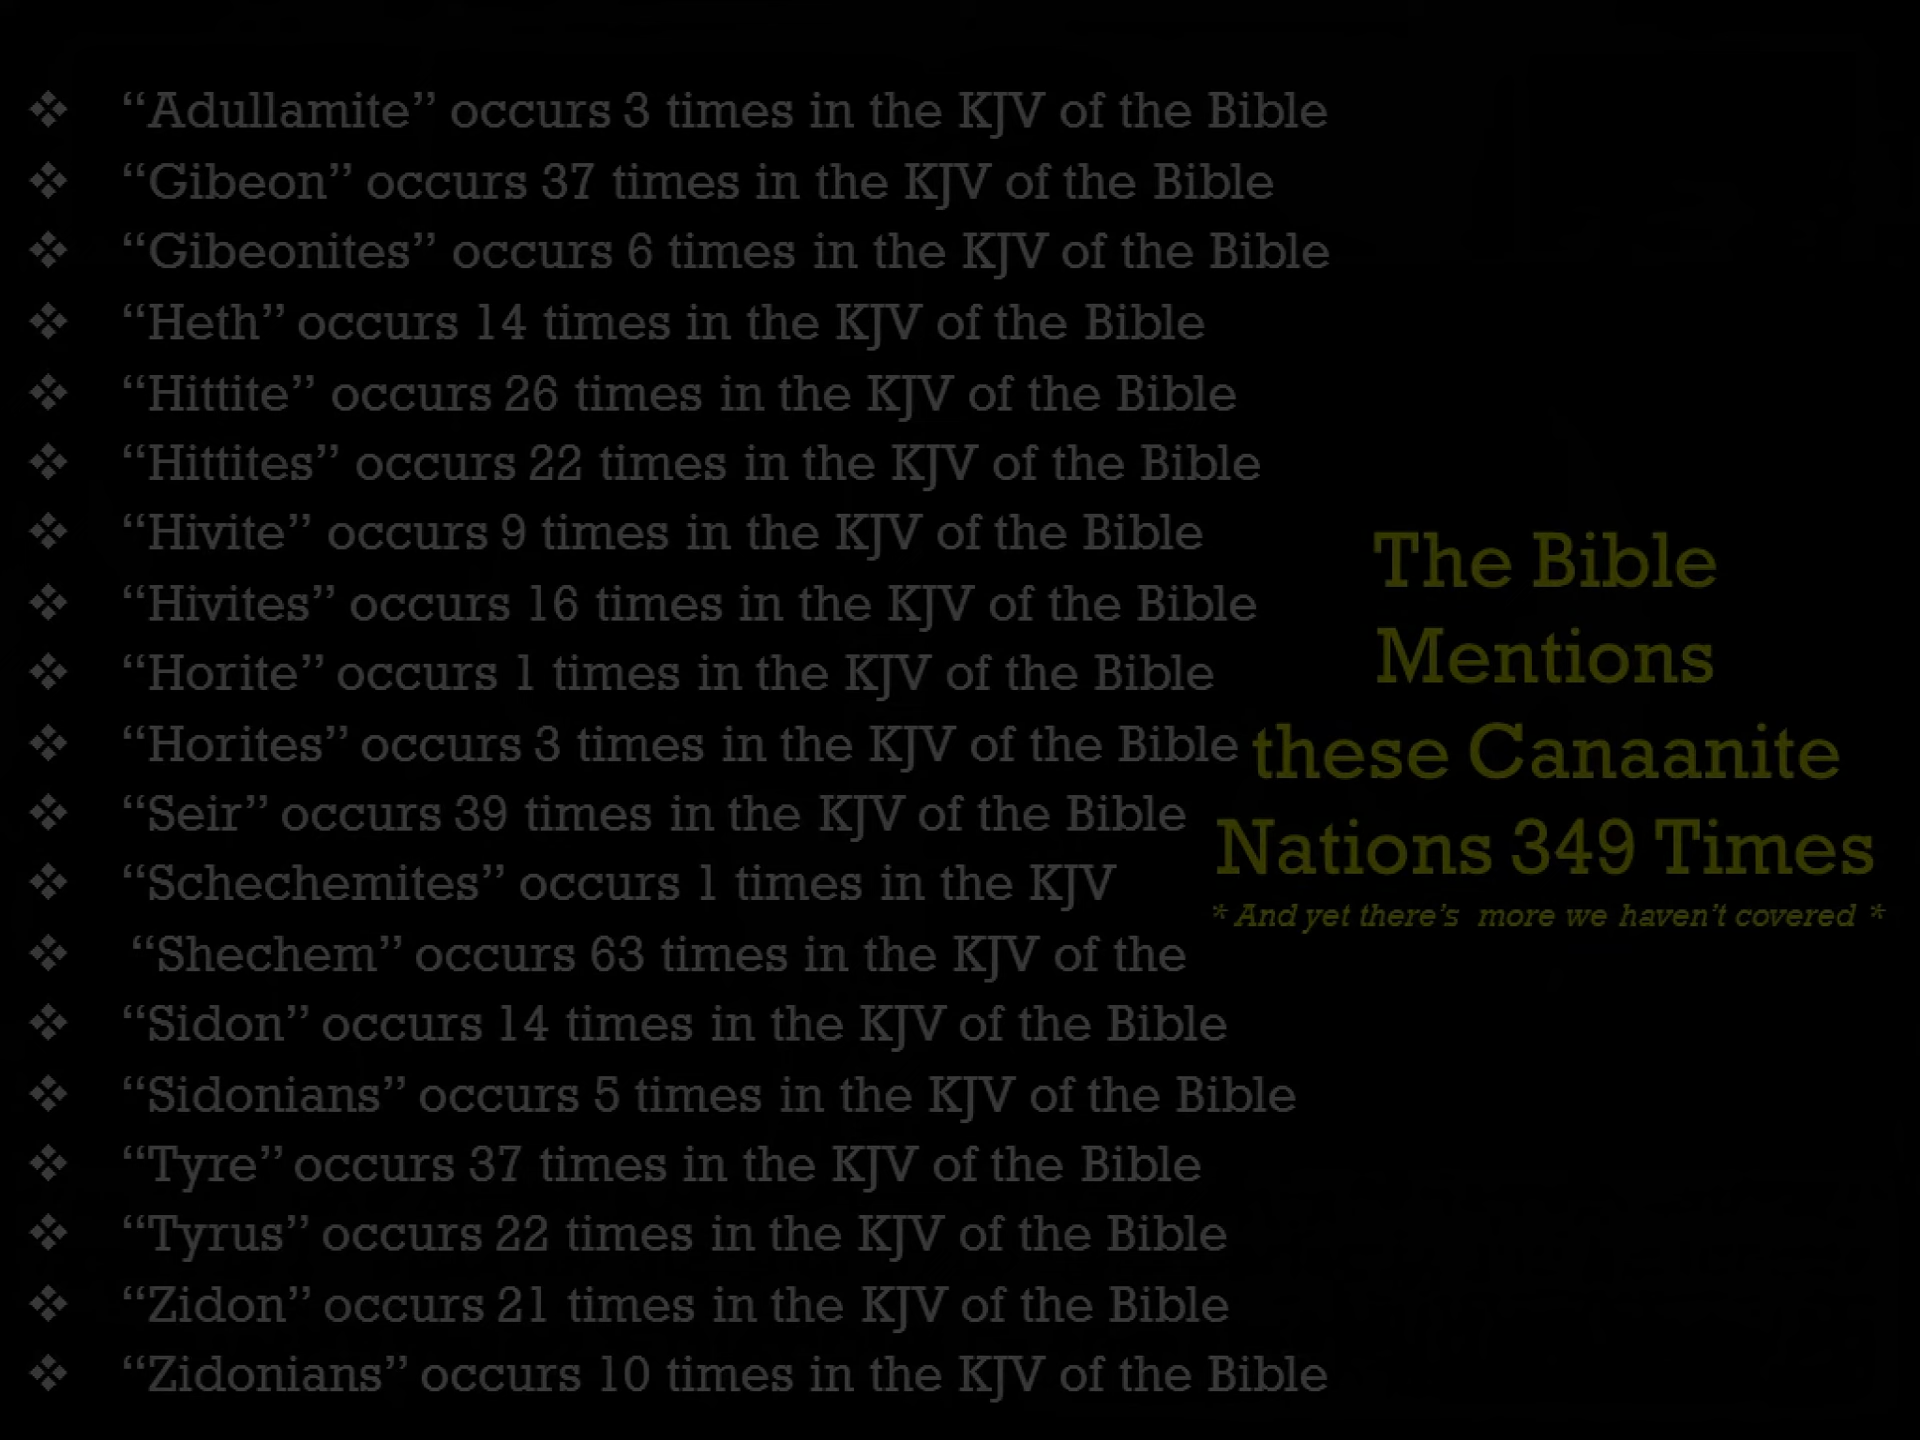 ❖ “Adullamite” occurs 3 times in the KJV of the Bible
❖ “Gibeon” occurs 37 times in the KJV of the Bible
❖ “Gibeonites” occurs 6 times in the KJV of the Bible
❖ “Heth” occurs 14 times in the KJV of the Bible
❖ “Hittite” occurs 26 times in the KJV of the Bible
❖ “Hittites” occurs 22 times in the KJV of the Bible
❖ “Hivite” occurs 9 times in the KJV of the Bible
❖ “Hivites” occurs 16 times in the KJV of the Bible
❖ “Horite” occurs 1 times in the KJV of the Bible
❖ “Horites” occurs 3 times in the KJV of the Bible
❖ “Seir” occurs 39 times in the KJV of the Bible
❖ “Schechemites” occurs 1 times in the KJV
❖ “Shechem” occurs 63 times in the KJV of the
❖ “Sidon” occurs 14 times in the KJV of the Bible
❖ “Sidonians” occurs 5 times in the KJV of the Bible
❖ “Tyre” occurs 37 times in the KJV of the Bible
❖ “Tyrus” occurs 22 times in the KJV of the Bible
❖ “Zidon” occurs 21 times in the KJV of the Bible
❖ “Zidonians” occurs 10 times in the KJV of the Bible
The Bible
Mentions
these Canaanite
Nations 349 Times
* And yet there’s more we haven’t covered *